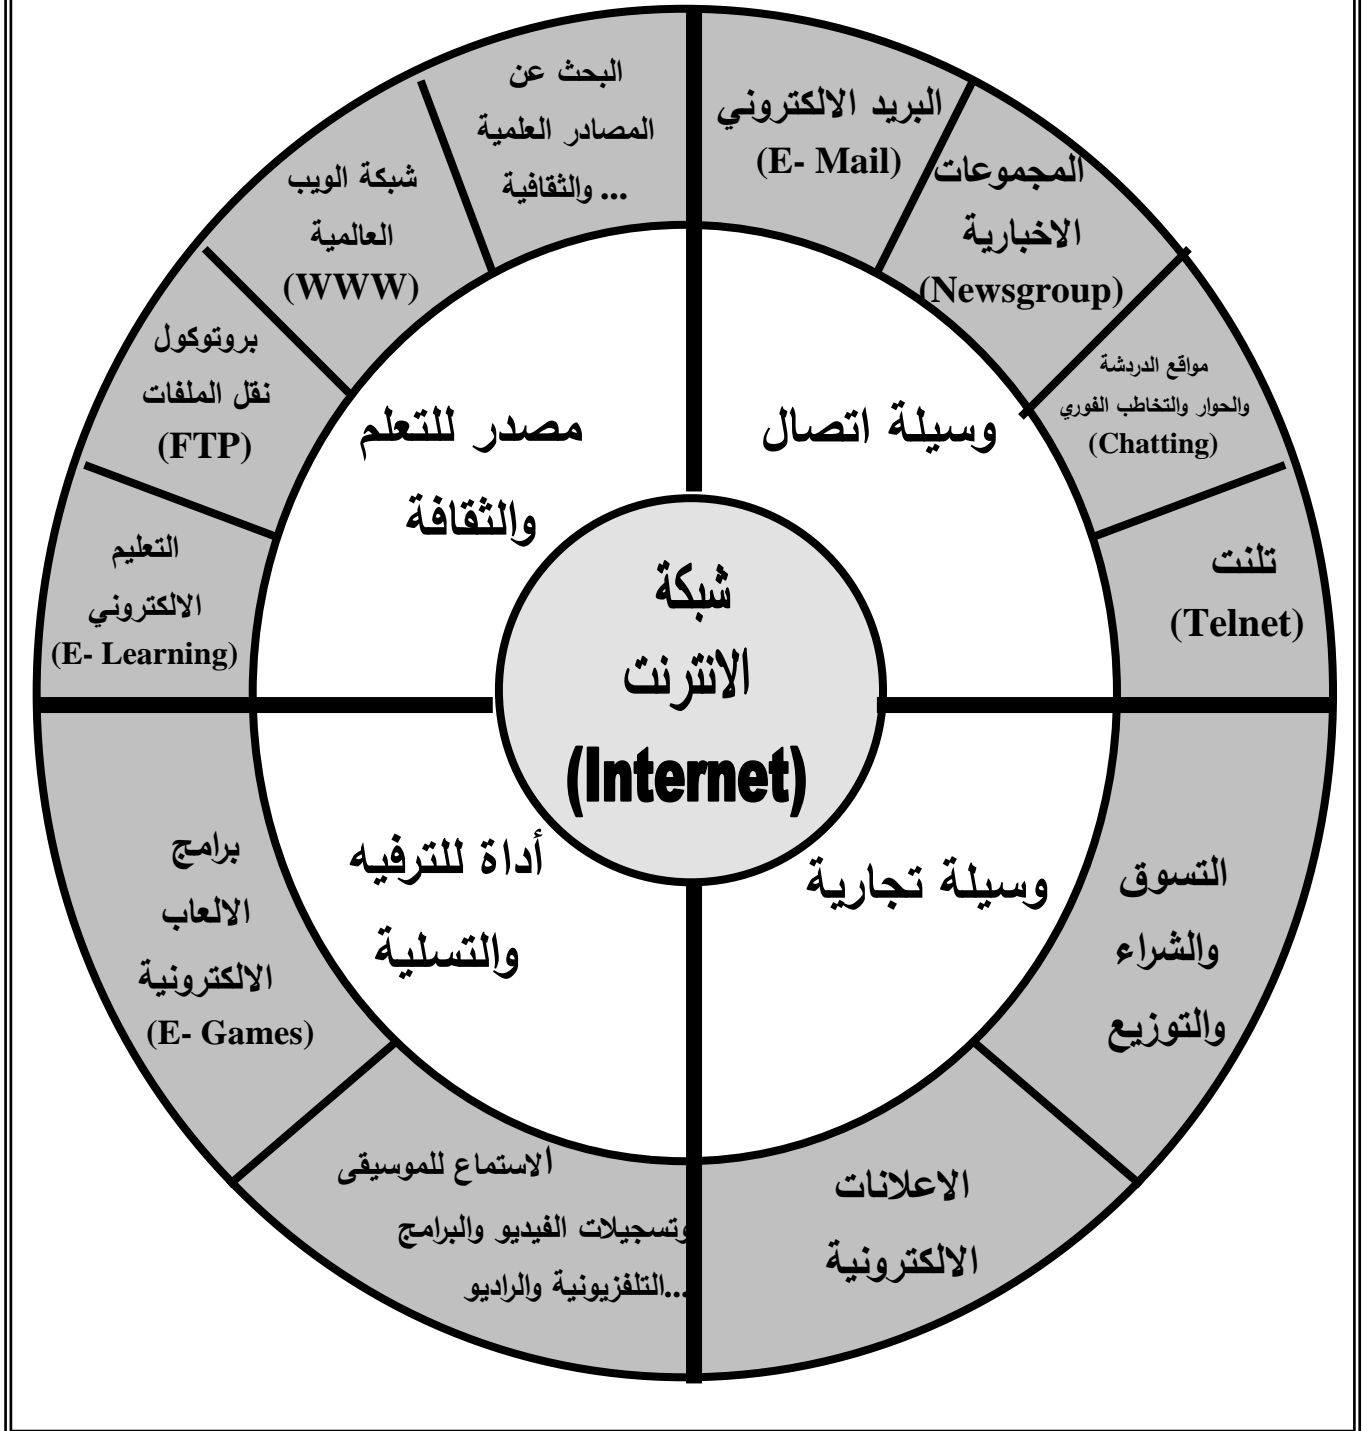 شبكة
الانترنت
(Internet)
وسيلة اتصال
البريد الالكتروني
(E- Mail)
المجموعات
الاخبارية
(Newsgroup)
مواقع الدردشة
والحوار والتخاطب الفوري
(Chatting)
تلنت
(Telnet)
وسيلة تجارية
التسوق
والشراء
والتوزيع
الاعلانات
الالكترونية
أداة للترفيه
والتسلية
الاستماع للموسيقى
وتسجيلات الفيديو والبرامج
التلفزيونية والراديو...
برامج
الالعاب
الالكترونية
(E- Games)
مصدر للتعلم
والثقافة
التعليم
الالكتروني
(E- Learning)
بروتوكول
نقل الملفات
(FTP)
شبكة الويب
العالمية
(WWW)
البحث عن
المصادر العلمية
والثقافية ...